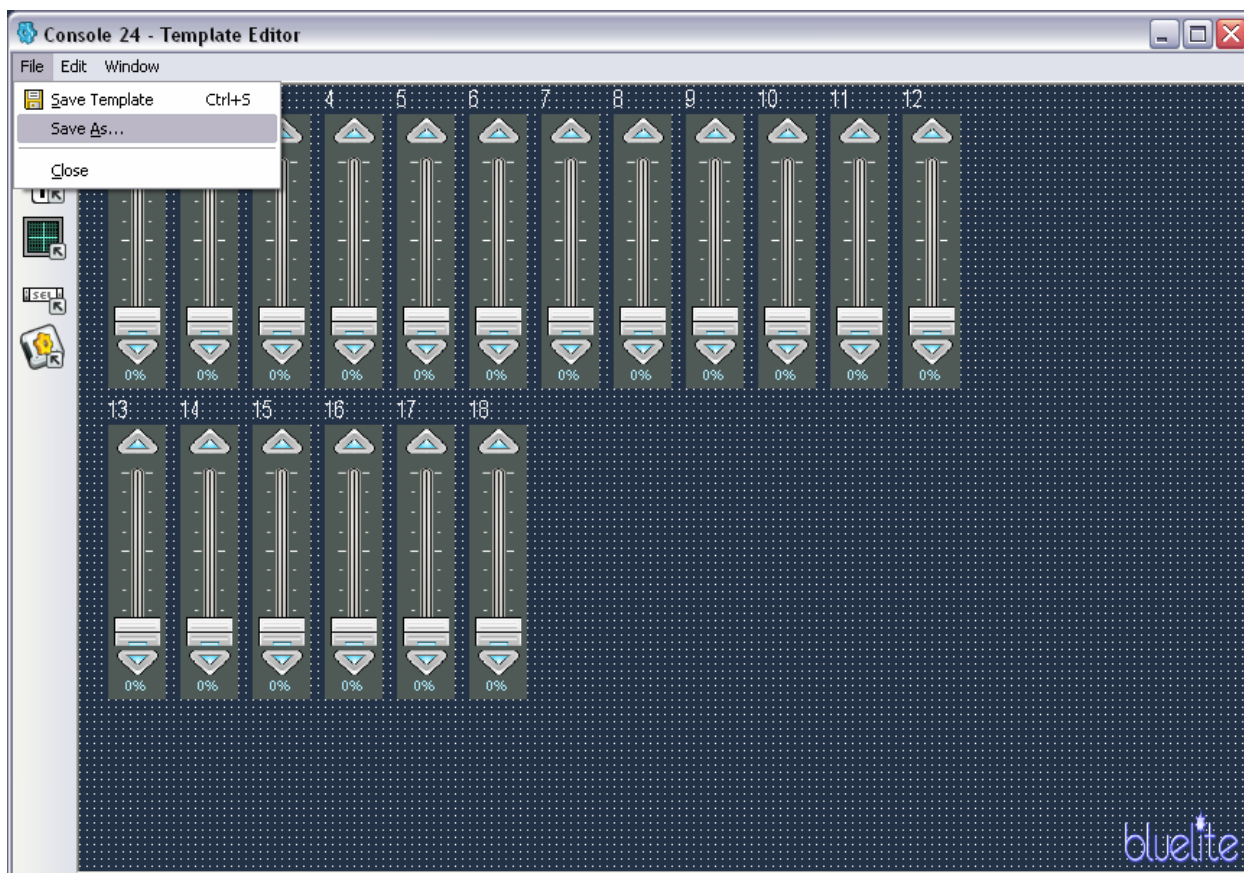 Console 24 - Template Editor
File Edit Window
Save Template Ctrl+S
Save As...
Close
4 5 6 7 8 9 10 11 12
SEL
0% 0% 0% 0% 0% 0% 0% 0% 0% 0% 0% 0%
13 14 15 16 17 18
0% 0% 0% 0% 0% 0%
bluelite